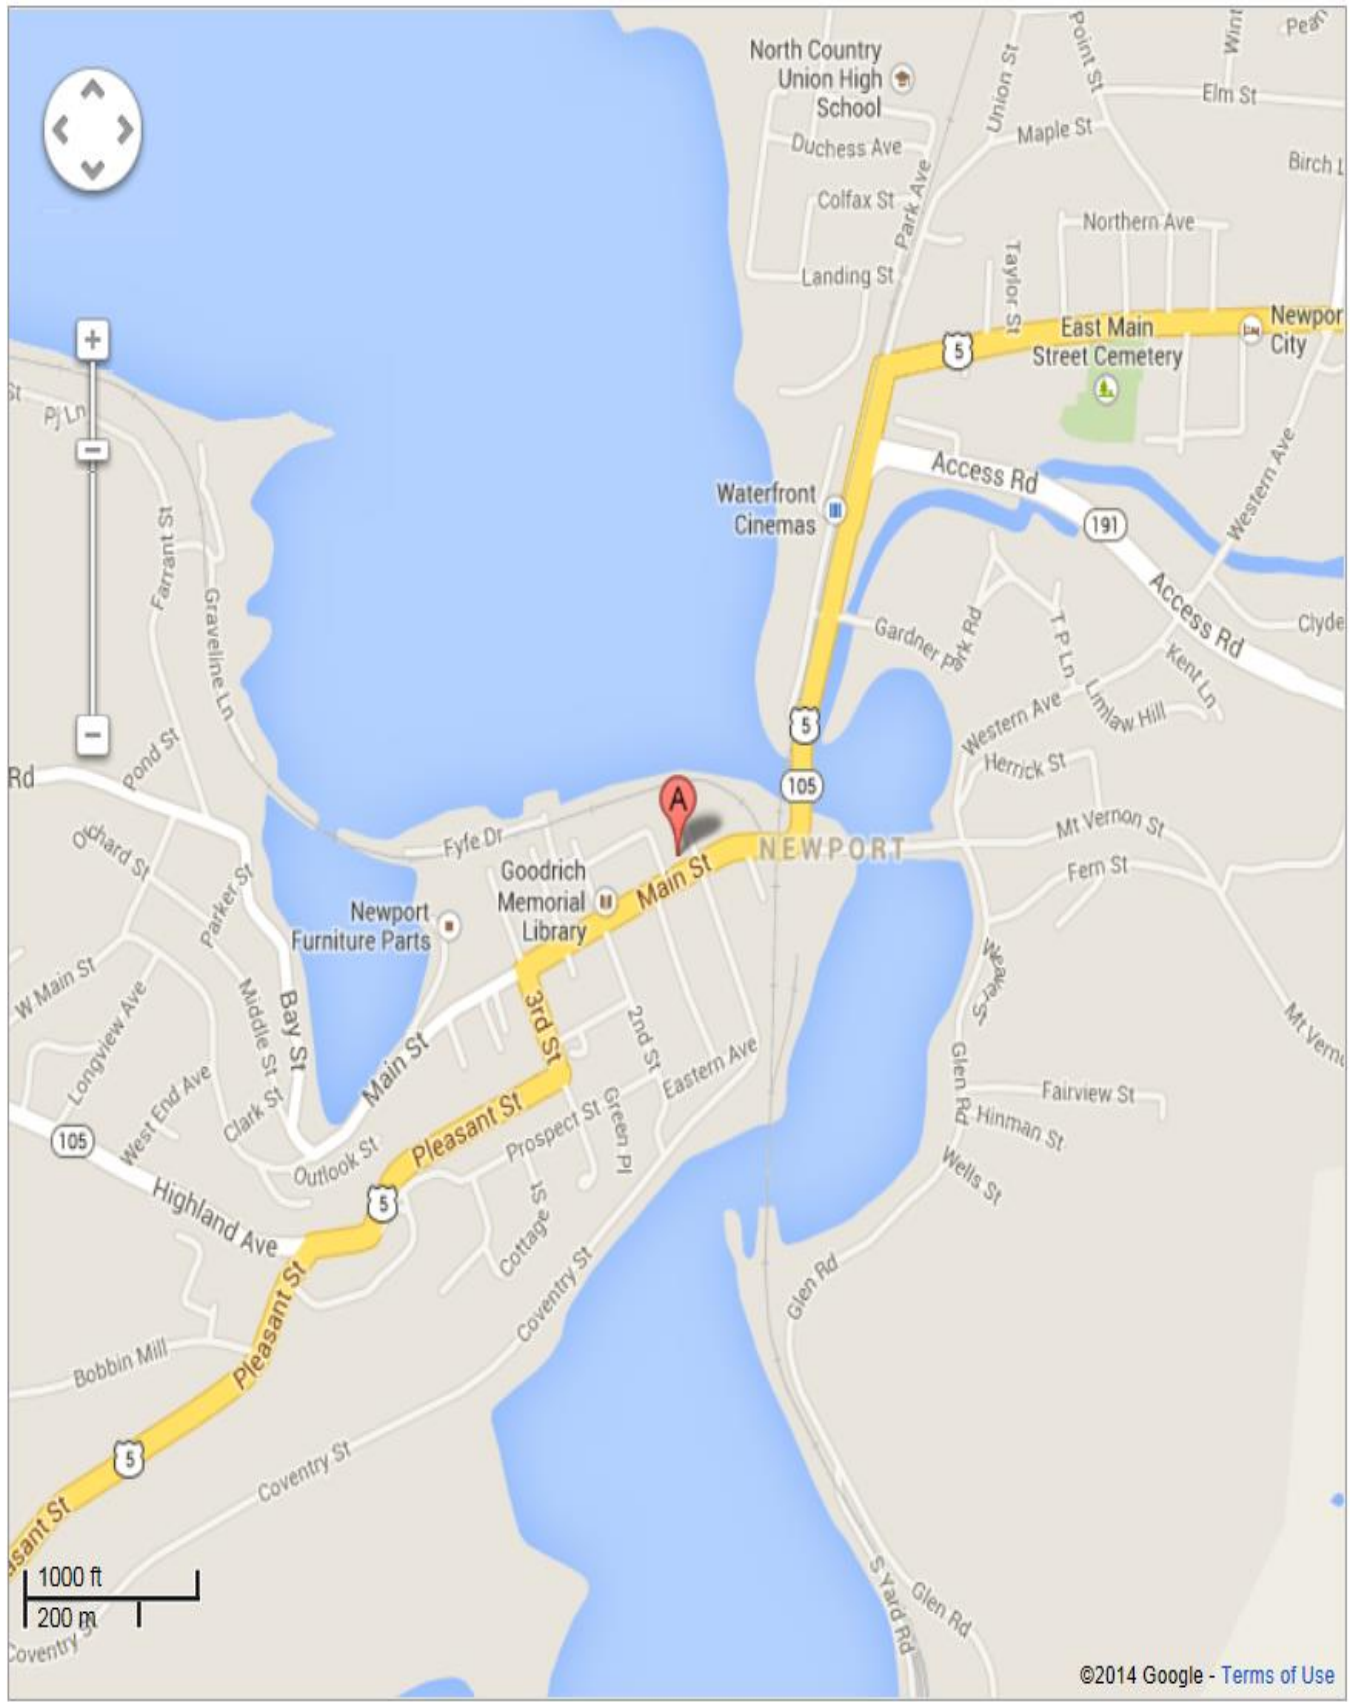 North Country
Union High
School
Union St
Point St
Wint
Pean
Elm St
Maple St
Duchess Ave
Birch L
Colfax St
Park Ave
Northern Ave
Landing St
Taylor St
5
East Main
Street Cemetery
Newpor
City
St
Pj Ln
Access Rd
Western Ave
Waterfront
Cinemas
191
Farrant St
Graveline Ln
Access Rd
Gardner Park Rd
T P Ln
Clyde
Kent Ln
Limlaw Hill
Western Ave
5
Herrick St
Rd
Pond St
105
A
Mt Vernon St
Orchard St
Fyfe Dr
NEWPORT
Fern St
Goodrich
Memorial
Library
Main St
Parker St
Newport
Furniture Parts
Weaver St
W Main St
Longview Ave
Middle St
Bay St
3rd St
2nd St
Mt Verno
Main St
Eastern Ave
Glen Rd
Fairview St
West End Ave
Clark St
Pleasant St
Prospect St
Green Pl
Hinman St
105
Outlook St
Wells St
Highland Ave
5
Cottage St
Coventry St
Glen Rd
Pleasant St
Bobbin Mill
5
Coventry St
asant St
1000 ft
200 m
Coventry S
S Yard Rd
Glen Rd
©2014 Google - Terms of Use